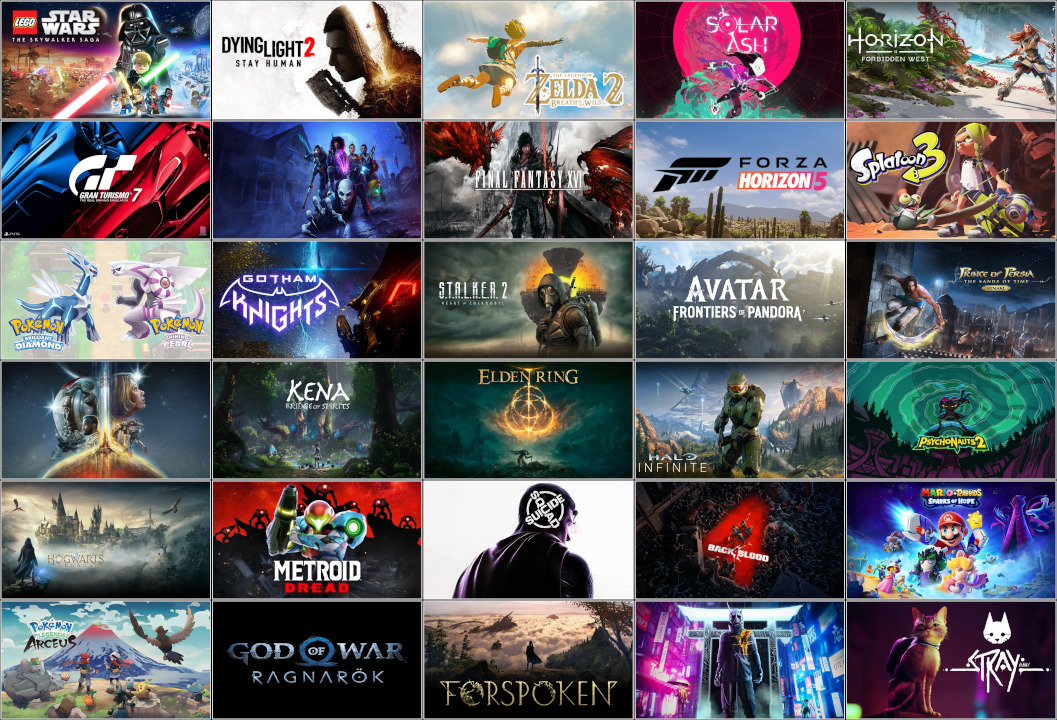 LEGO STAR WARS
THE SKYWALKER SAGA
DYING LIGHT 2
STAY HUMAN
THE LEGEND OF
ZELDA 2
BREATH WILD
SOLAR
ASH
HORIZON
FORBIDDEN WEST
GT
GRAN TURISMO 7
THE REAL DRIVING SIMULATOR
PS5
FINAL FANTASY XVI
FORZA
HORIZON 5
Splatoon 3
POKéMON
BRILLIANT
DIAMOND
POKéMON
SHINING
PEARL
GOTHAM
KNIGHTS
S.T.A.L.K.E.R. 2
HEART OF CHERNOBYL
AVATAR
FRONTIERS OF PANDORA
PRINCE OF PERSIA
THE SANDS OF TIME
REMAKE
KENA
BRIDGE OF SPIRITS
ELDEN RING
HALO
INFINITE
PSYCHONAUTS 2
HOGWARTS
LEGACY
METROID
DREAD
SUICIDE
SQUAD
4
BACK BLOOD
MARIO + RABBIDS
SPARKS OF HOPE
POKéMON
LEGENDS
ARCEUS
GOD OF WAR
RAGNARÖK
FORSPOKEN
STRAY